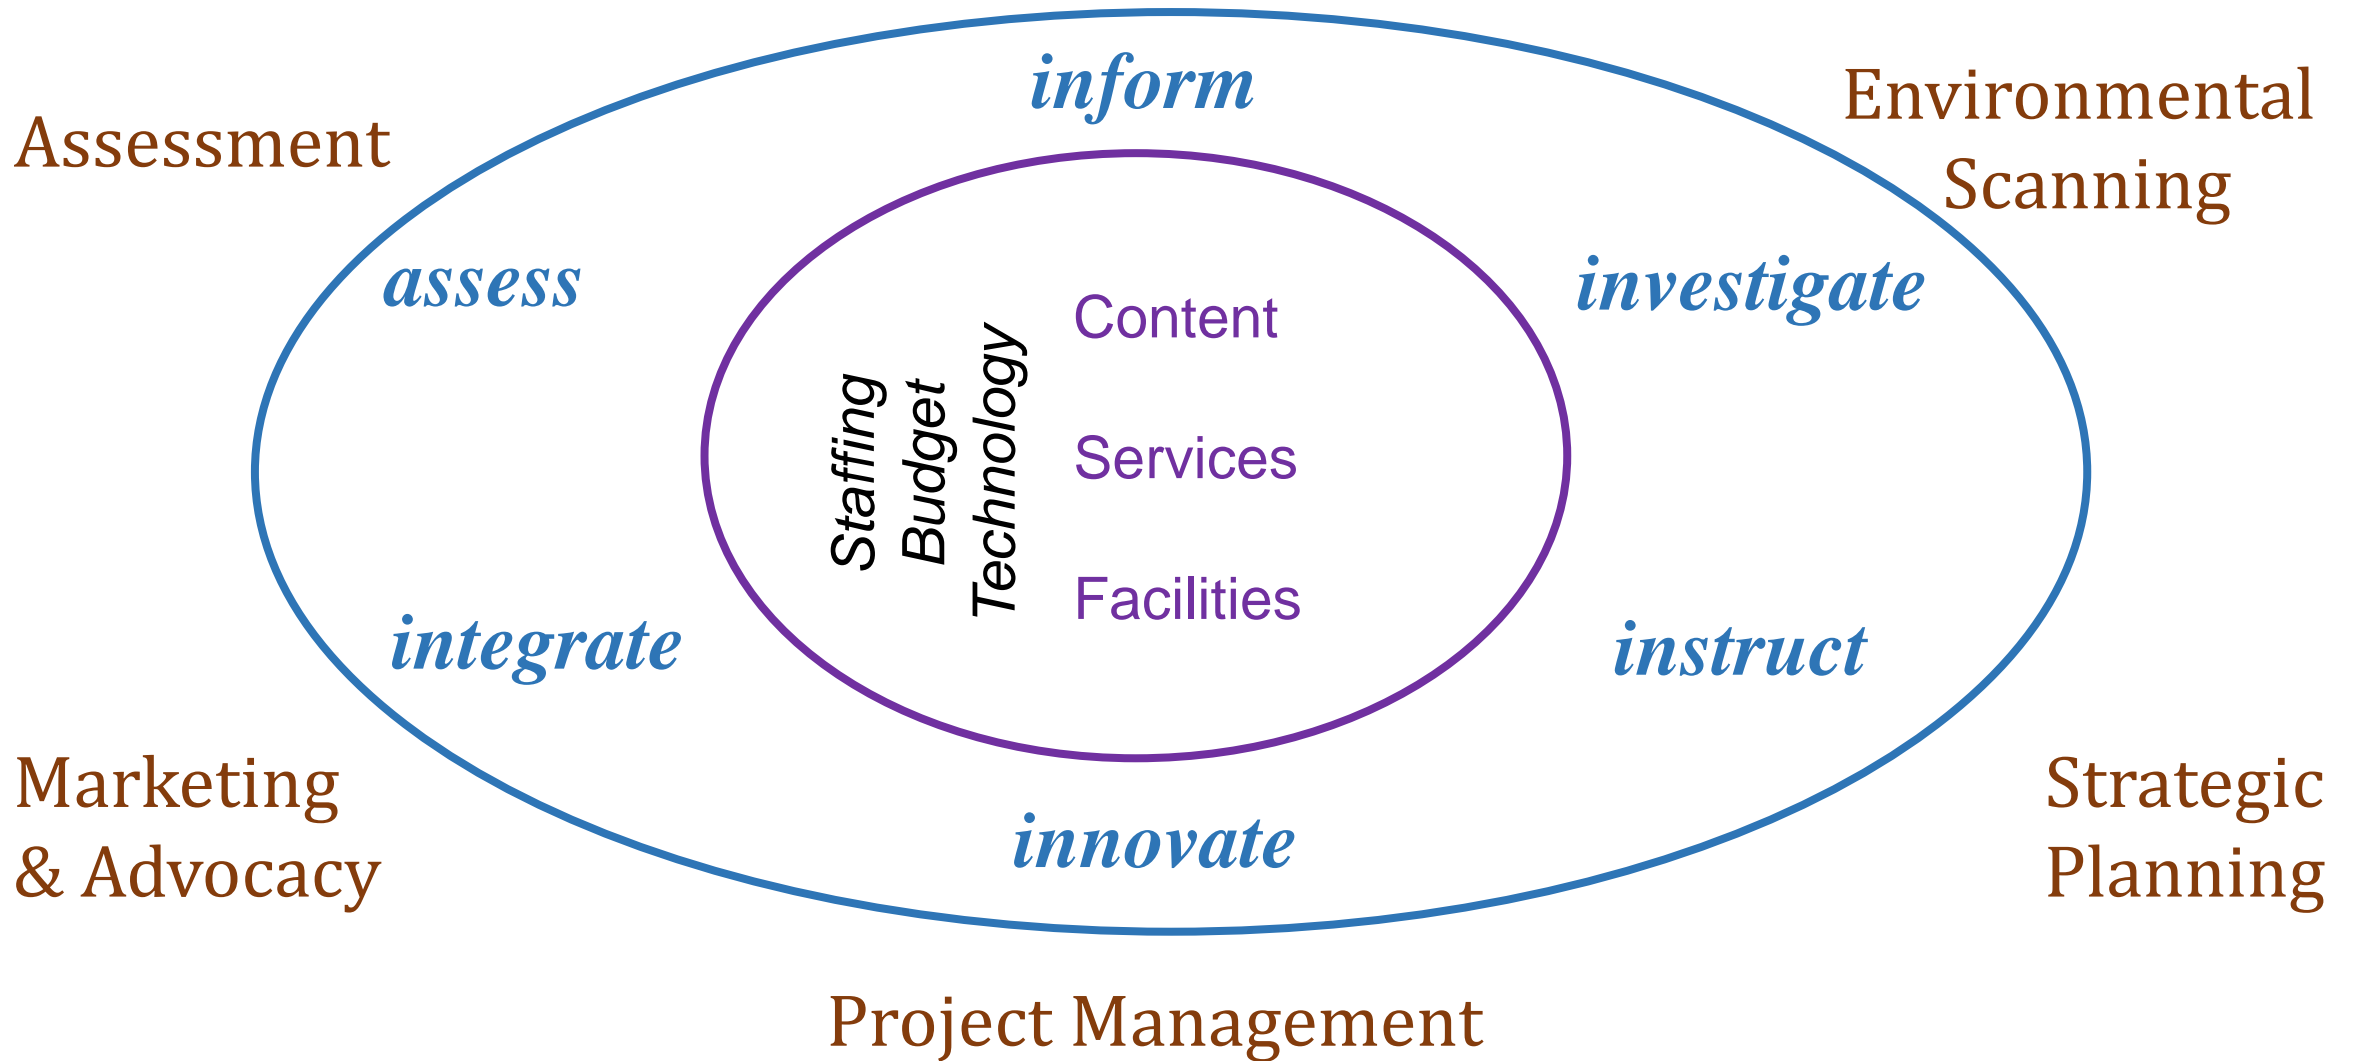 inform
Environmental
Scanning
Assessment
assess
investigate
Content
Services
Facilities
Staffing
Budget
Technology
integrate
instruct
Marketing
& Advocacy
innovate
Strategic
Planning
Project Management